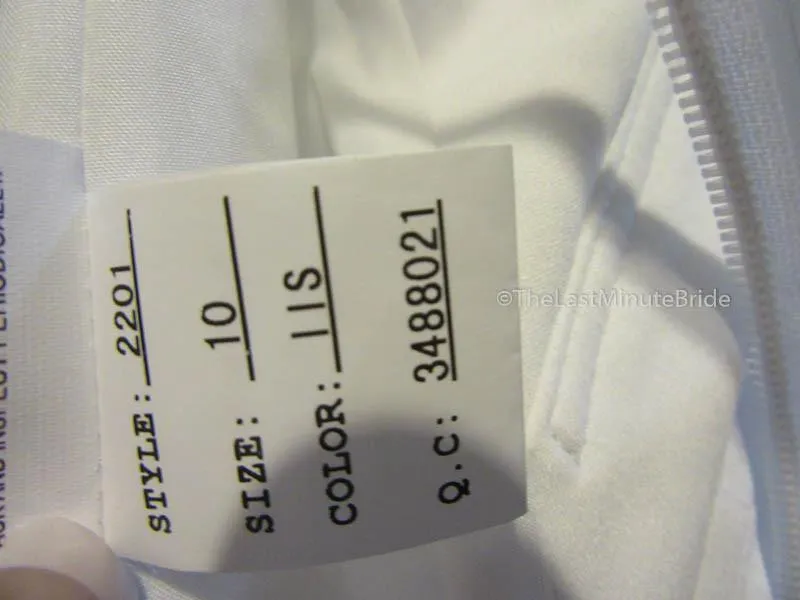 STYLE: 2201
SIZE: 10
COLOR: IIS
Q.C: 3488021
©TheLastMinuteBride